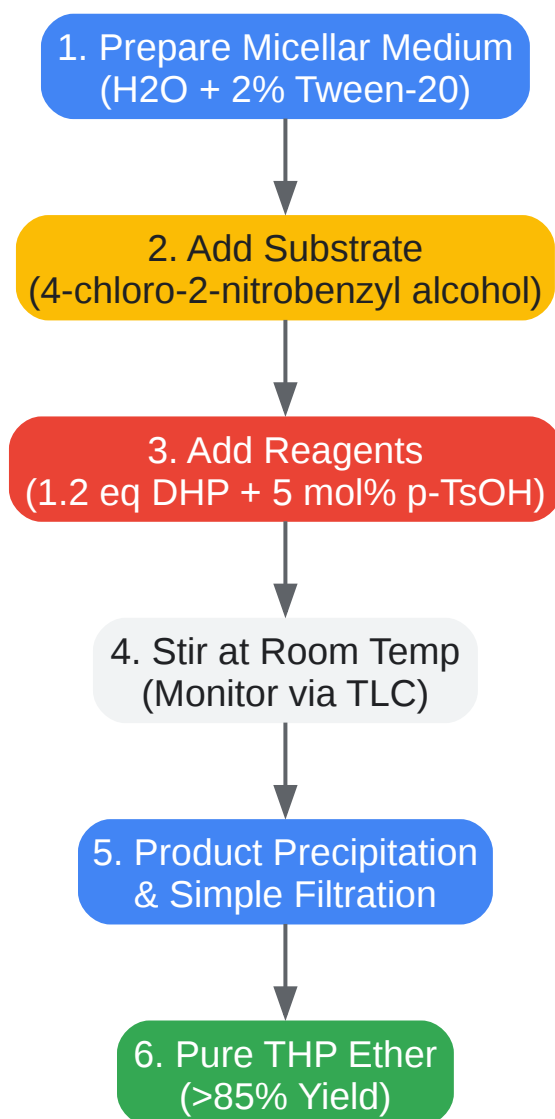 1. Prepare Micellar Medium
(H2O + 2% Tween-20)
2. Add Substrate
(4-chloro-2-nitrobenzyl alcohol)
3. Add Reagents
(1.2 eq DHP + 5 mol% p-TsOH)
4. Stir at Room Temp
(Monitor via TLC)
5. Product Precipitation
& Simple Filtration
6. Pure THP Ether
(>85% Yield)